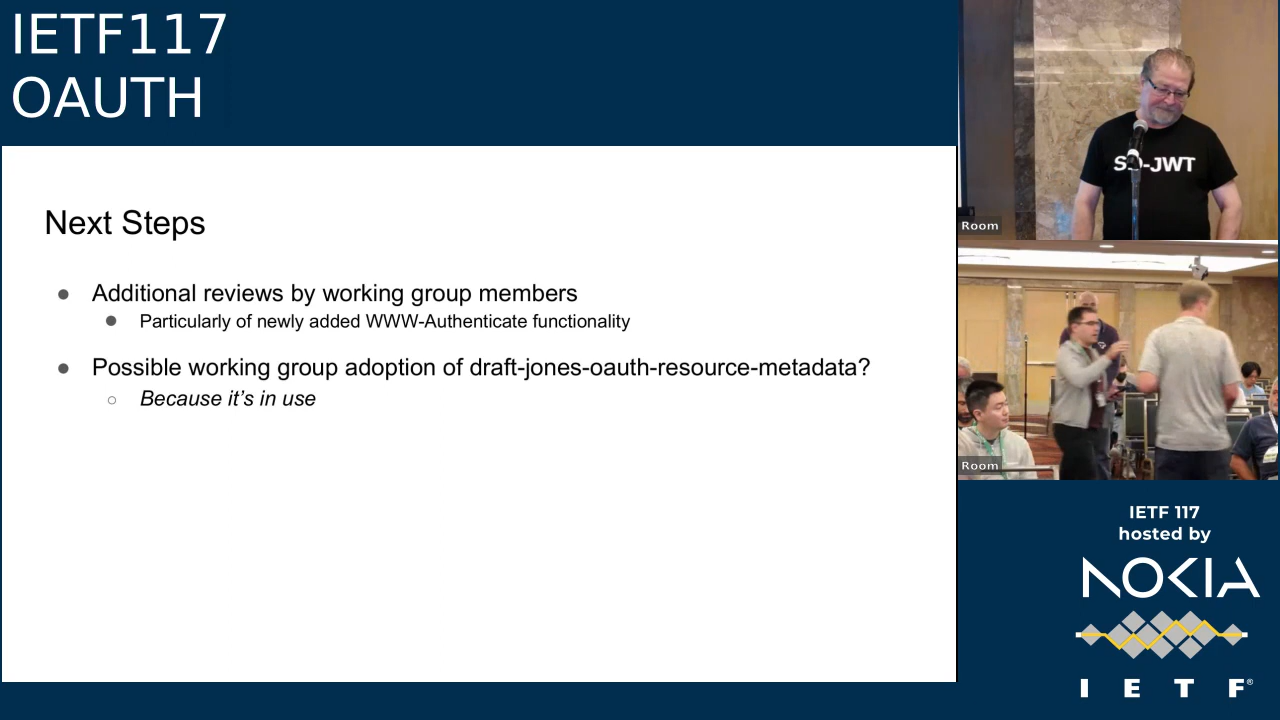 IETF117
OAUTH
Next Steps
Additional reviews by working group members
Particularly of newly added WWW-Authenticate functionality
Possible working group adoption of draft-jones-oauth-resource-metadata?
Because it's in use
SD-JWT
Room
Room
IETF 117
hosted by
NOKIA
I E T F®